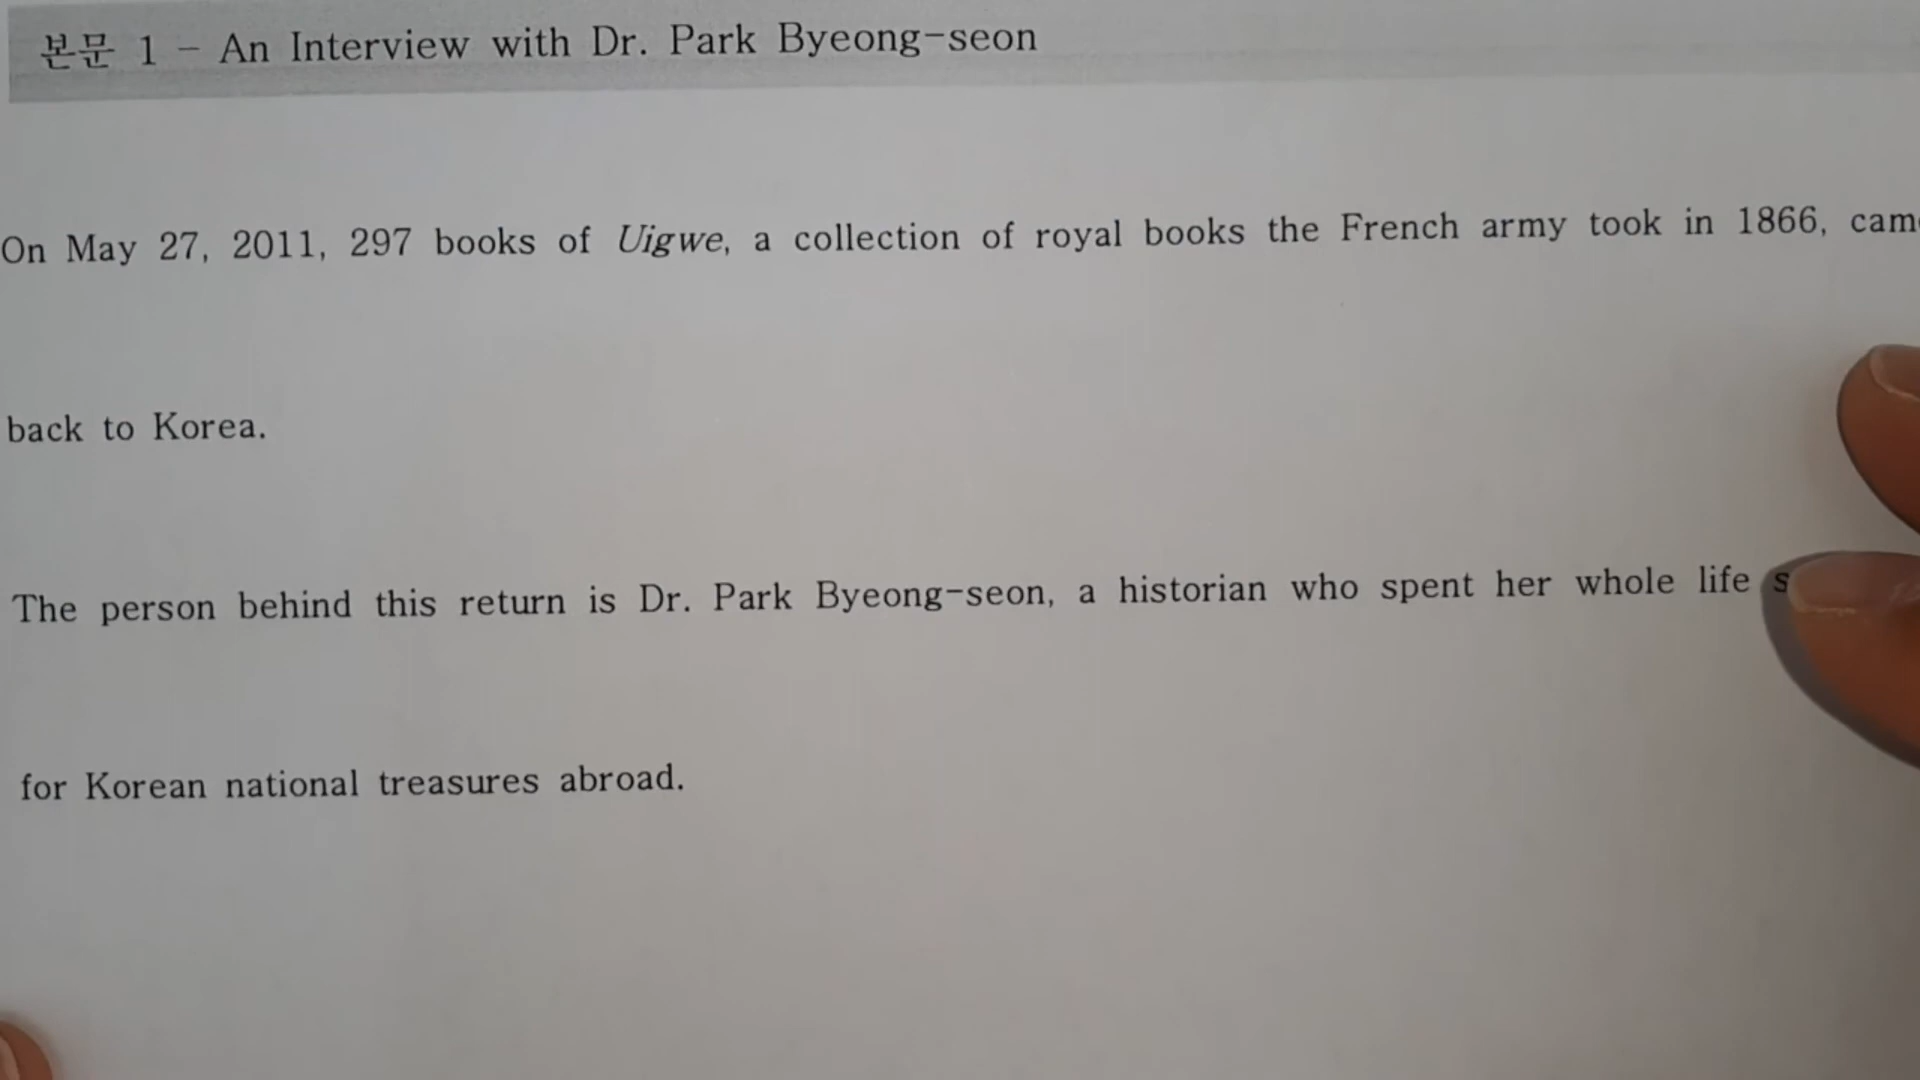 본문 1 - An Interview with Dr. Park Byeong-seon
On May 27, 2011, 297 books of Uigwe, a collection of royal books the French army took in 1866,
back to Korea.
The person behind this return is Dr. Park Byeong-seon, a historian who spent her whole life
for Korean national treasures abroad.